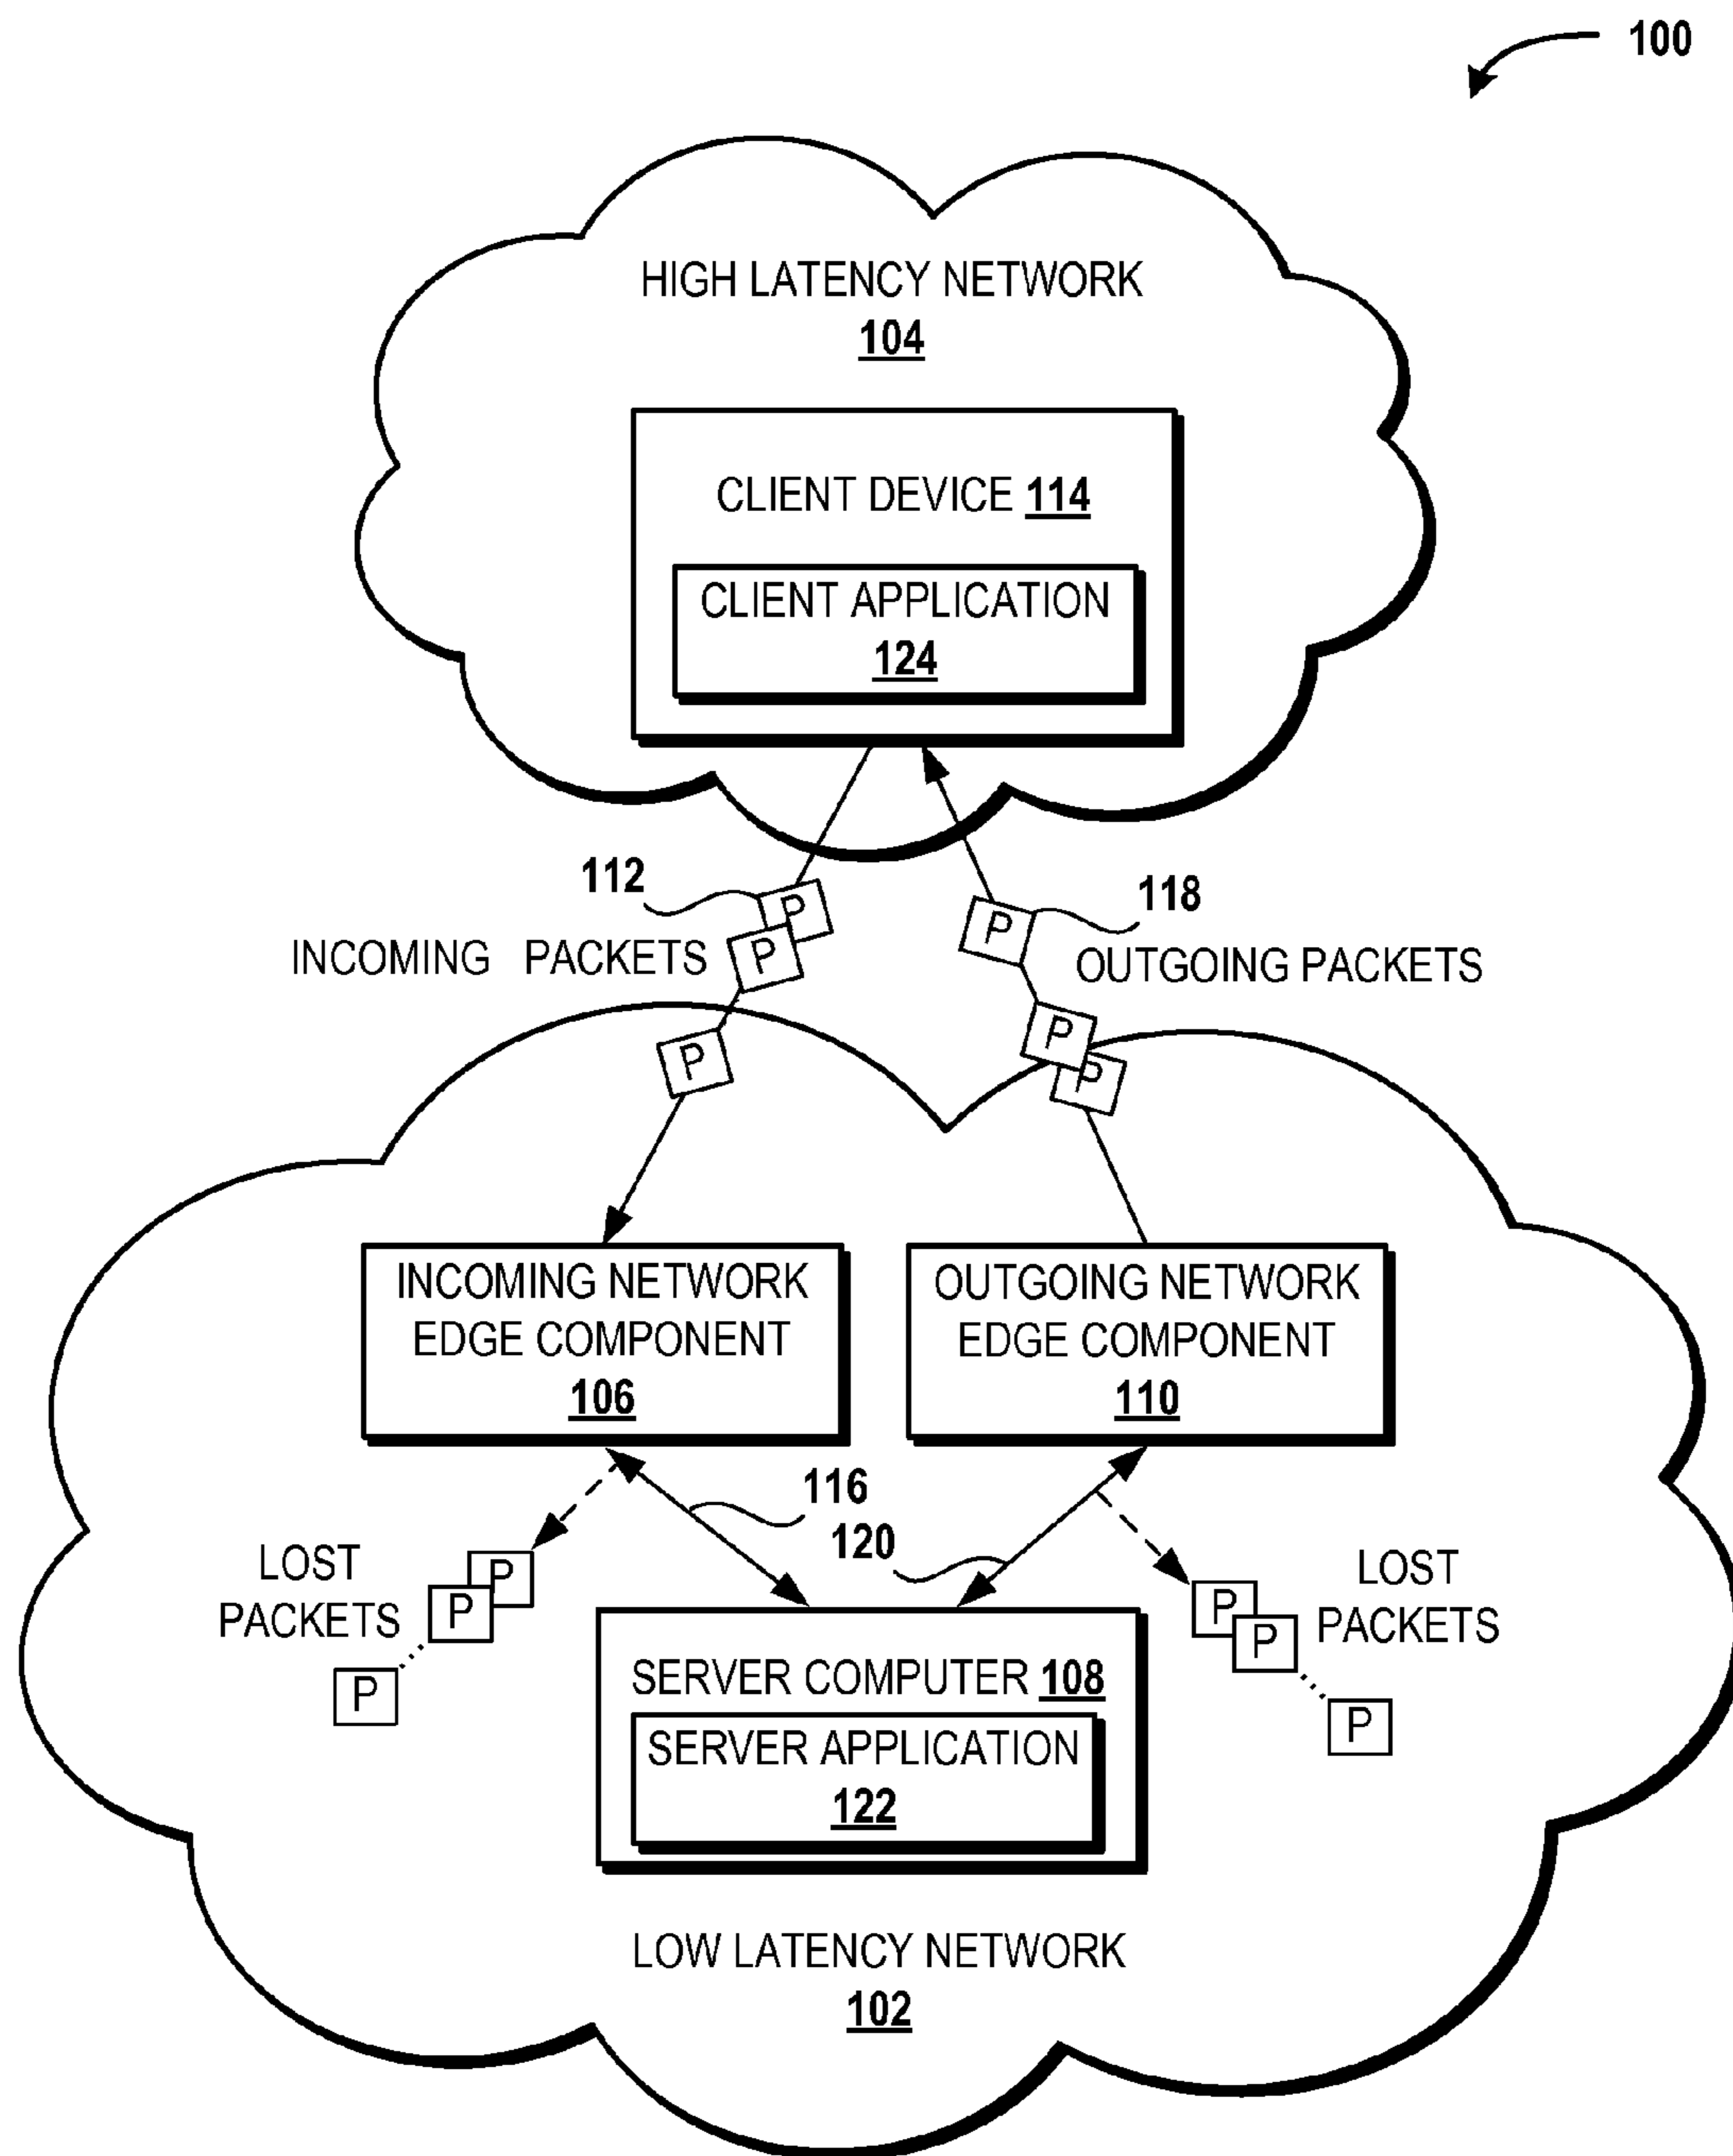 100
HIGH LATENCY NETWORK
104
CLIENT DEVICE 114
CLIENT APPLICATION
124
112
118
P
P
INCOMING PACKETS
P
OUTGOING PACKETS
P
P
P
INCOMING NETWORK
EDGE COMPONENT
106
OUTGOING NETWORK
EDGE COMPONENT
110
116
120
LOST
PACKETS
P
P
P
LOST
PACKETS
P
P
P
SERVER COMPUTER 108
SERVER APPLICATION
122
LOW LATENCY NETWORK
102